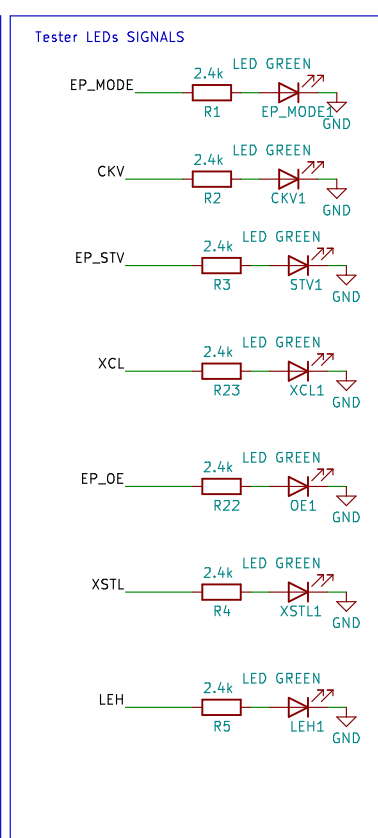 Tester LEDs SIGNALS
LED GREEN
2.4k
EP_MODE
R1
EP_MODE1
GND
LED GREEN
2.4k
CKV
R2
CKV1
GND
LED GREEN
2.4k
EP_STV
R3
STV1
GND
LED GREEN
2.4k
XCL
R23
XCL1
GND
LED GREEN
2.4k
EP_OE
R22
OE1
GND
LED GREEN
2.4k
XSTL
R4
XSTL1
GND
LED GREEN
2.4k
LEH
R5
LEH1
GND